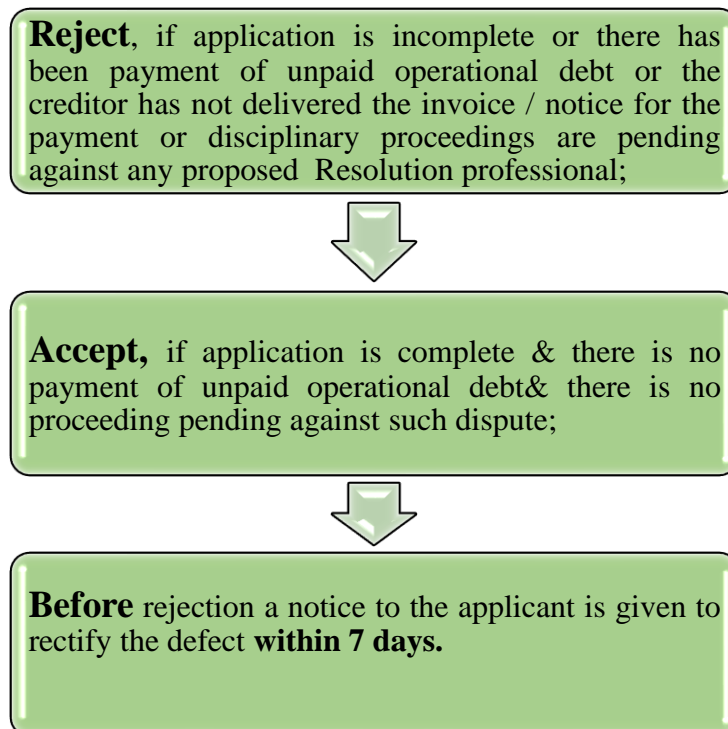 Reject, if application is incomplete or there has
been payment of unpaid operational debt or the
creditor has not delivered the invoice / notice for the
payment or disciplinary proceedings are pending
against any proposed Resolution professional;
Accept, if application is complete & there is no
payment of unpaid operational debt& there is no
proceeding pending against such dispute;
Before rejection a notice to the applicant is given to
rectify the defect within 7 days.